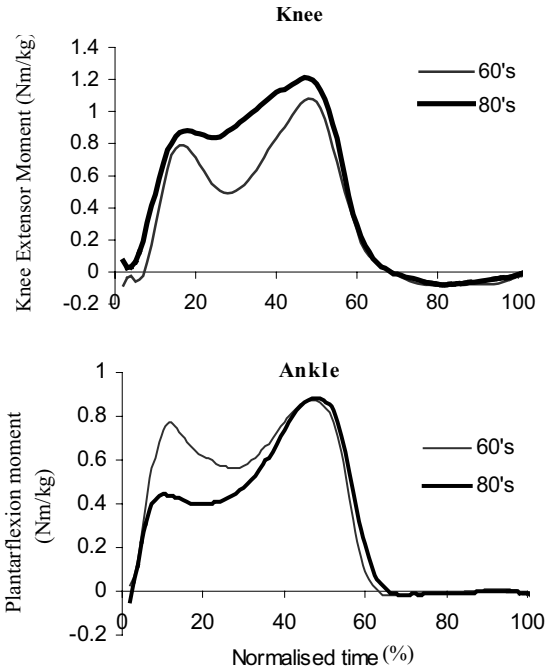 Knee
Knee Extensor Moment (Nm/kg)
1.4
1.2
1
0.8
0.6
0.4
0.2
0
-0.2
0 20 40 60 80 100
60's
80's
Ankle
Plantarflexion moment
(Nm/kg)
1
0.8
0.6
0.4
0.2
0
-0.2
0 20 40 60 80 100
60's
80's
Normalised time (%)